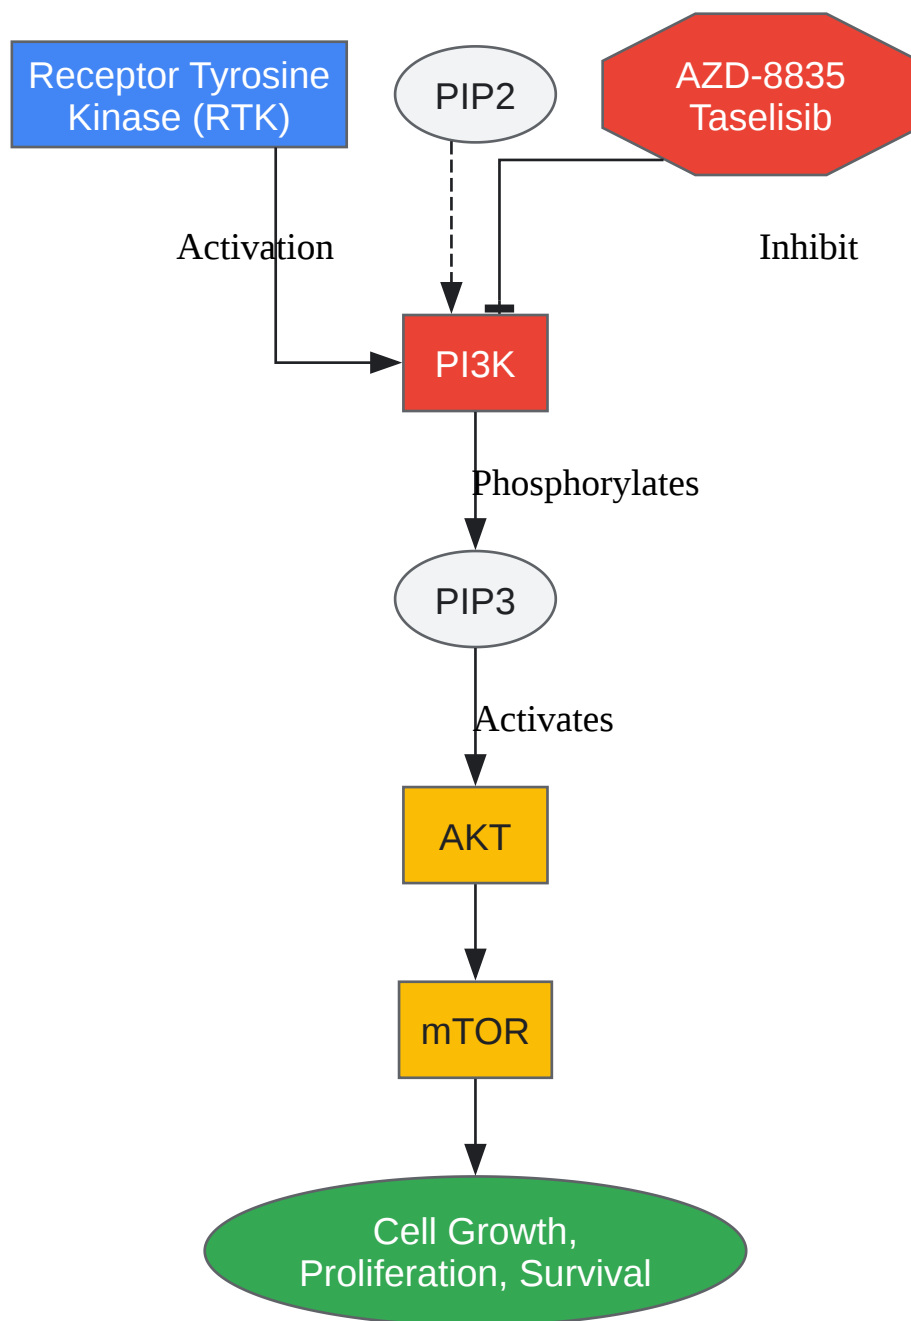 Receptor Tyrosine
Kinase (RTK)
PIP2
AZD-8835
Taselisib
Activation
Inhibit
PI3K
Phosphorylates
PIP3
Activates
AKT
mTOR
Cell Growth,
Proliferation, Survival